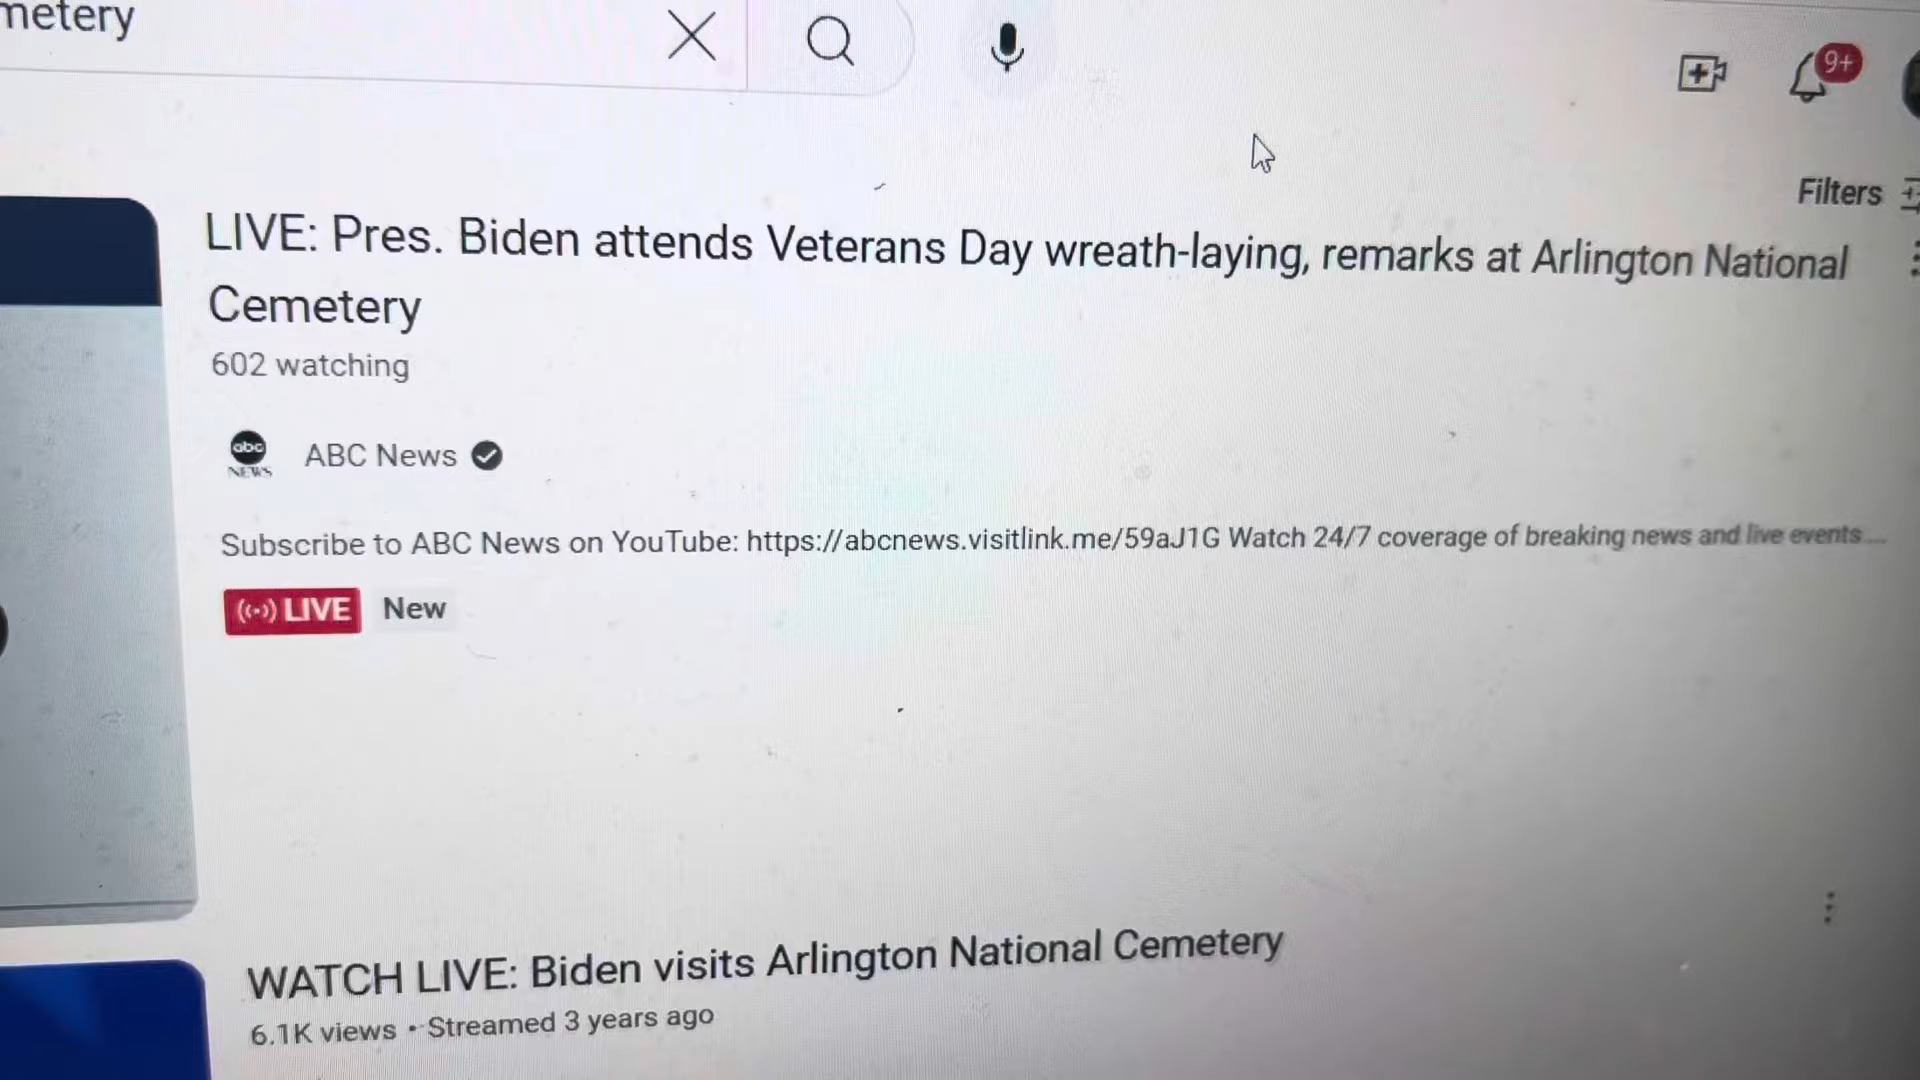 metery
9+
Filters
LIVE: Pres. Biden attends Veterans Day wreath-laying, remarks at Arlington National
Cemetery
602 watching
abc
NEWS
ABC News
Subscribe to ABC News on YouTube: https://abcnews.visitlink.me/59aJ1G Watch 24/7 coverage of breaking news and live events ...
LIVE New
WATCH LIVE: Biden visits Arlington National Cemetery
6.1K views • Streamed 3 years ago